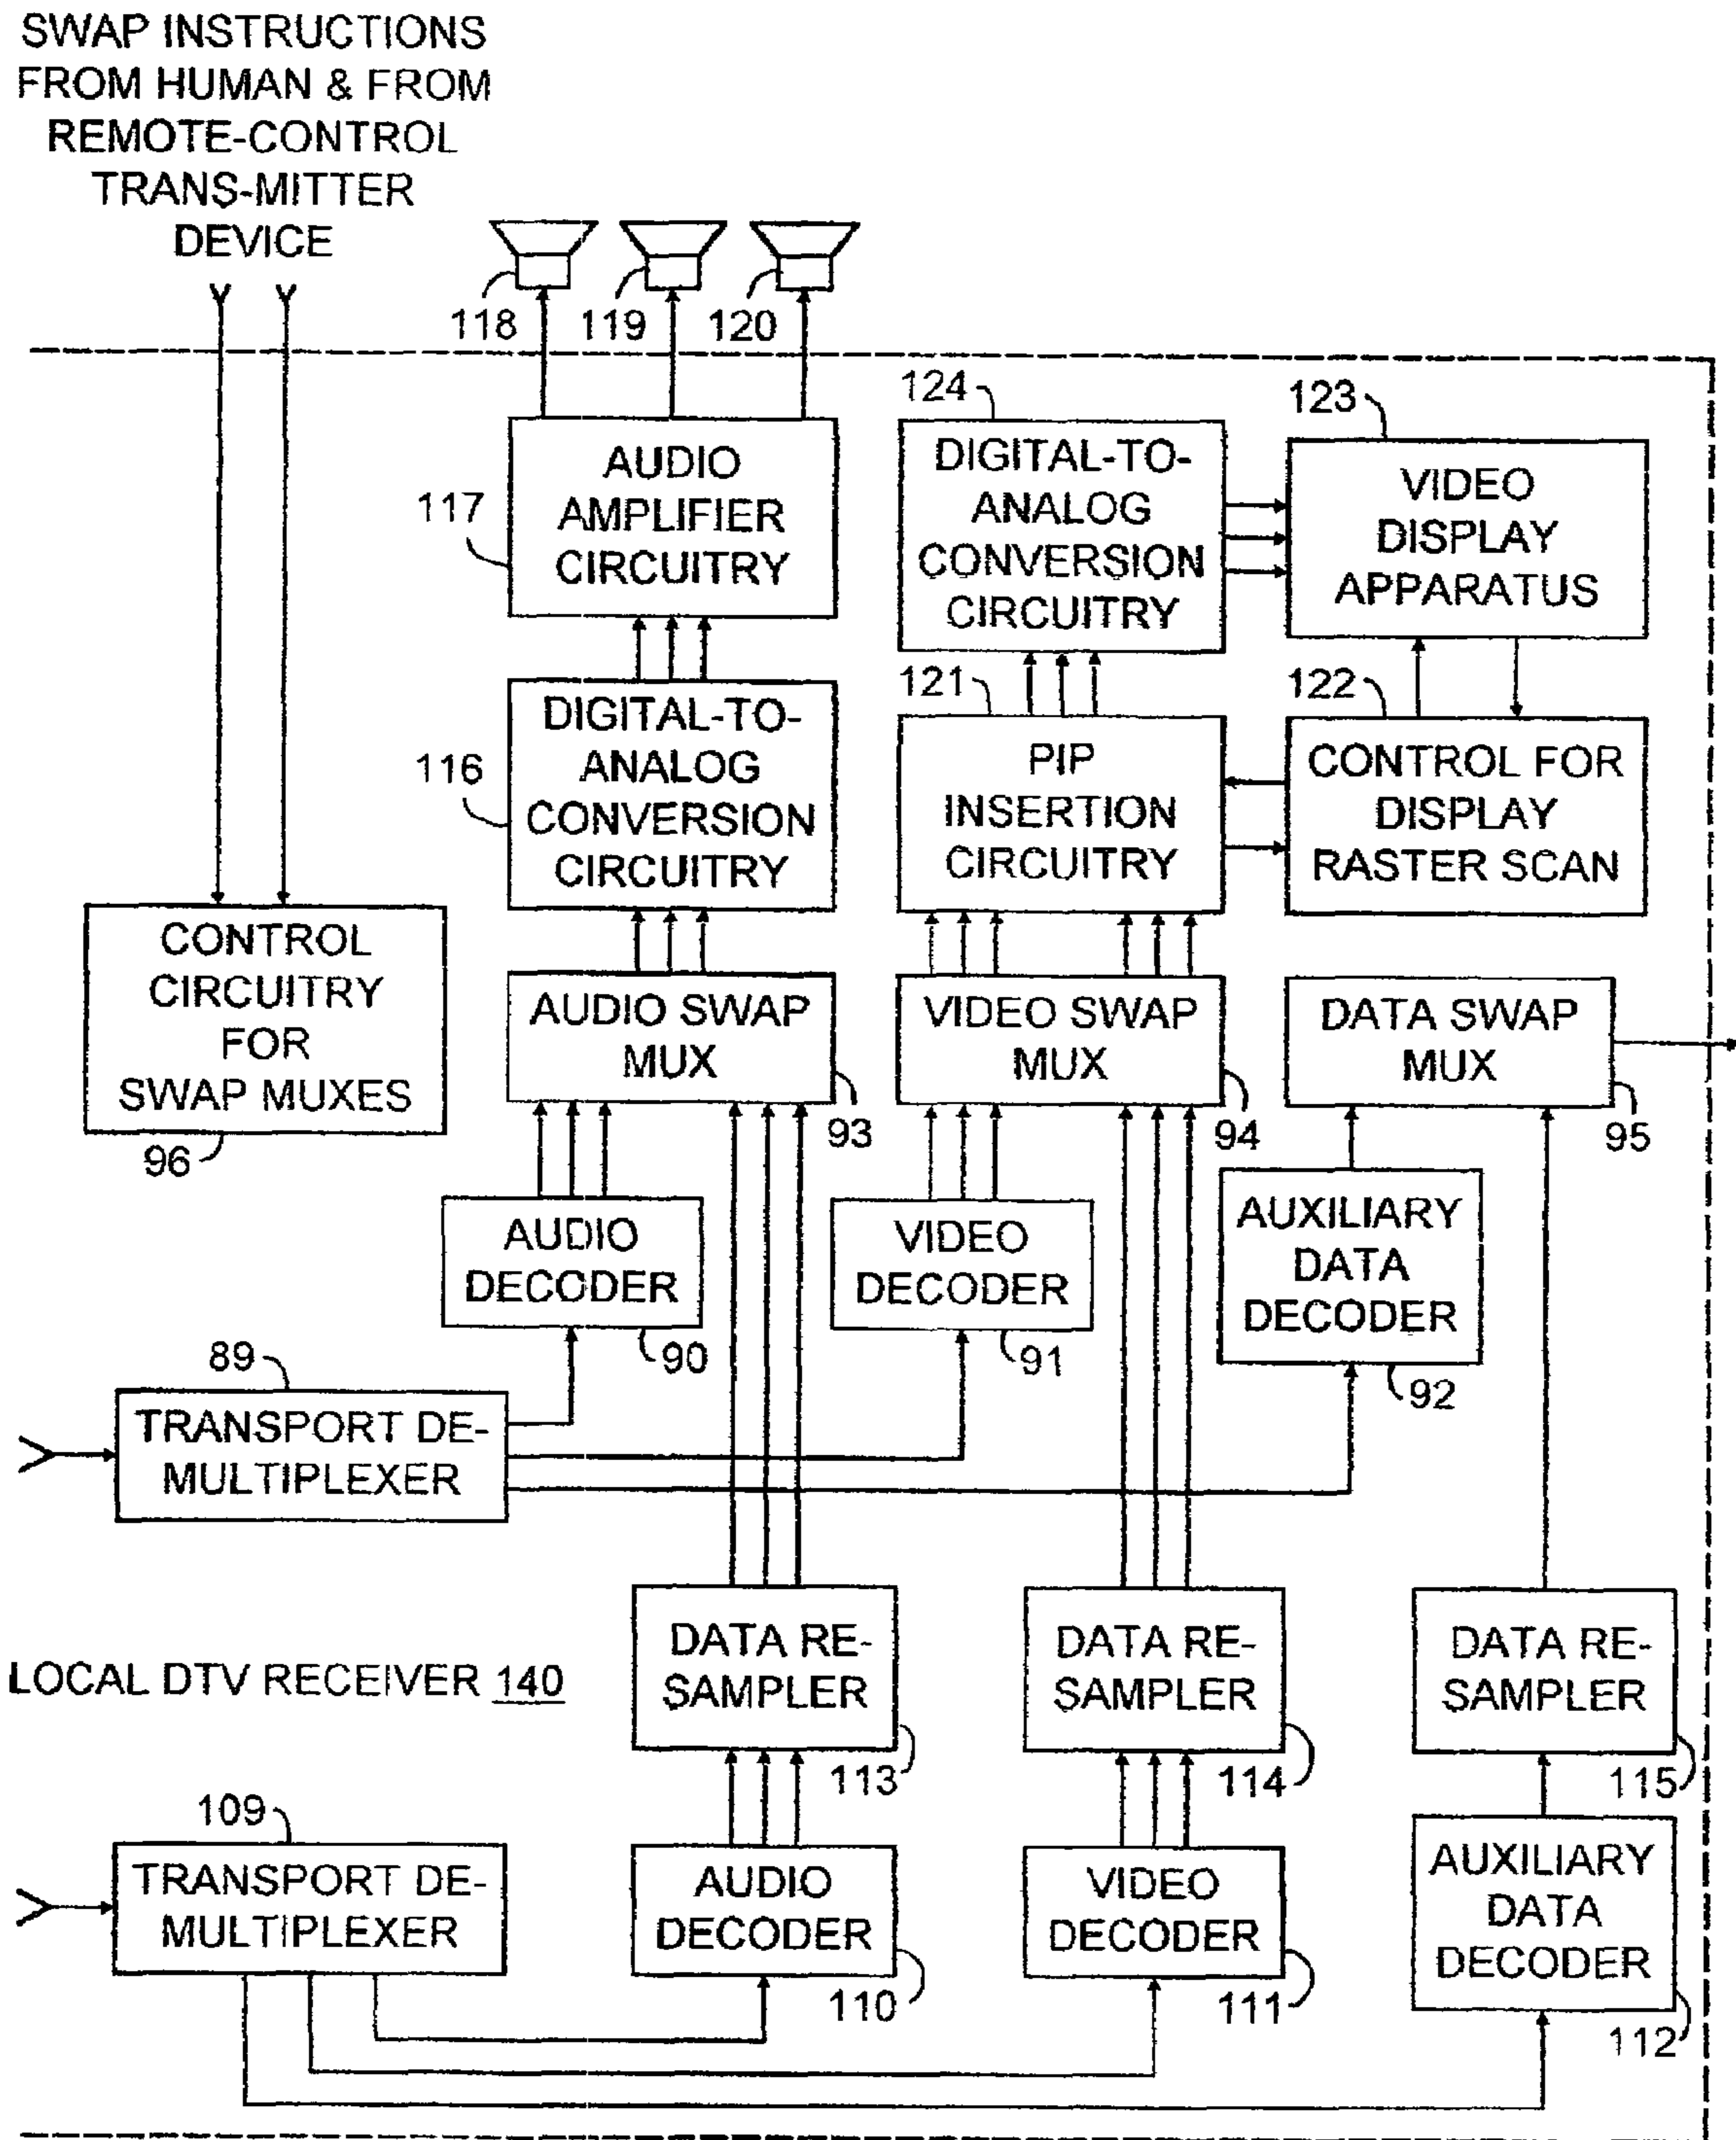 SWAP INSTRUCTIONS
FROM HUMAN & FROM
REMOTE-CONTROL
TRANS-MITTER
DEVICE
118
119
120
124
123
AUDIO
AMPLIFIER
CIRCUITRY
117
DIGITAL-TO-
ANALOG
CONVERSION
CIRCUITRY
VIDEO
DISPLAY
APPARATUS
121
122
DIGITAL-TO-
ANALOG
CONVERSION
CIRCUITRY
116
PIP
INSERTION
CIRCUITRY
CONTROL FOR
DISPLAY
RASTER SCAN
CONTROL
CIRCUITRY
FOR
SWAP MUXES
96
AUDIO SWAP
MUX
93
VIDEO SWAP
MUX
94
DATA SWAP
MUX
95
AUDIO
DECODER
90
VIDEO
DECODER
91
AUXILIARY
DATA
DECODER
92
89
TRANSPORT DE-
MULTIPLEXER
LOCAL DTV RECEIVER 140
DATA RE-
SAMPLER
113
DATA RE-
SAMPLER
114
DATA RE-
SAMPLER
115
109
TRANSPORT DE-
MULTIPLEXER
AUDIO
DECODER
110
VIDEO
DECODER
111
AUXILIARY
DATA
DECODER
112